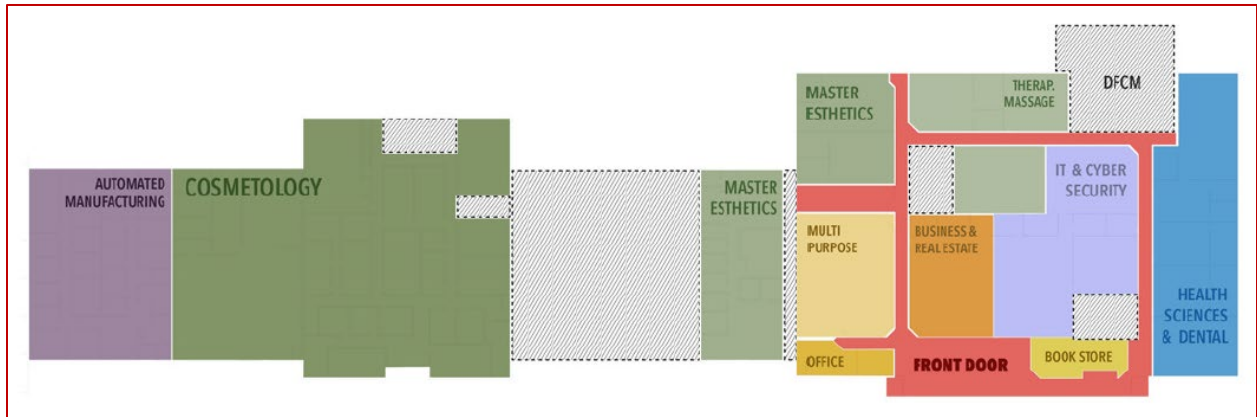 AUTOMATED
MANUFACTURING
COSMETOLOGY
MASTER
ESTHETICS
MASTER
ESTHETICS
THERAP.
MASSAGE
DFCM
IT & CYBER
SECURITY
MULTI
PURPOSE
BUSINESS &
REAL ESTATE
HEALTH
SCIENCES
& DENTAL
OFFICE
FRONT DOOR
BOOK STORE